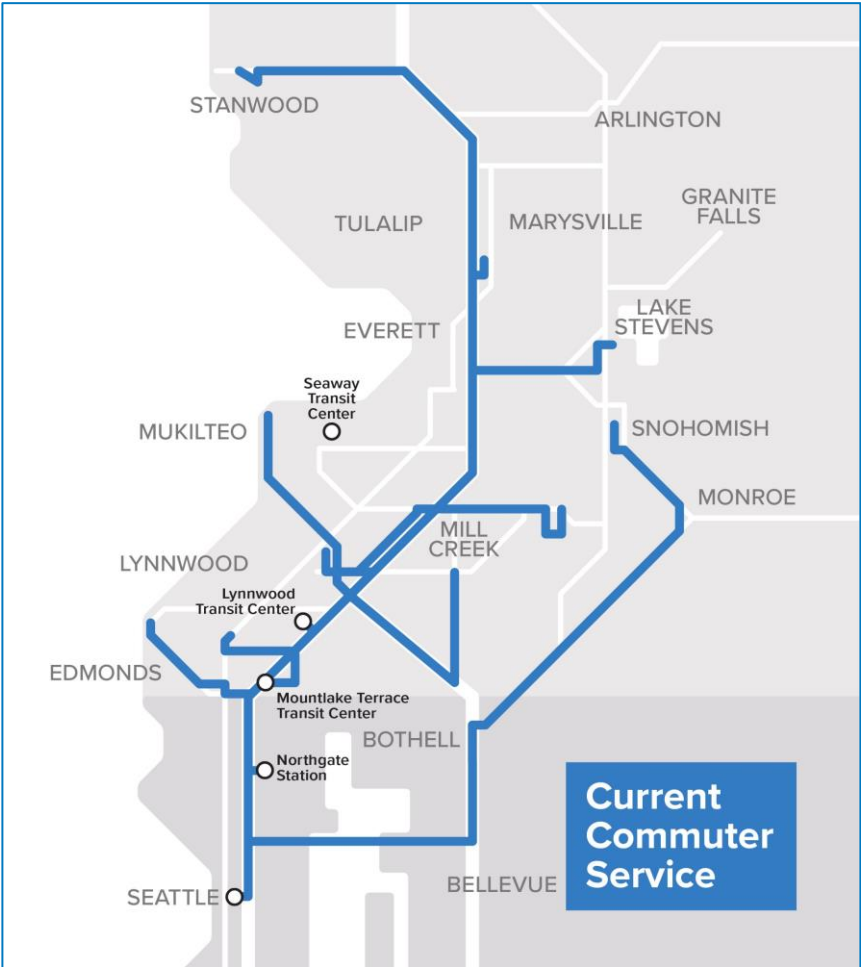 STANWOOD
ARLINGTON
GRANITE
FALLS
TULALIP
MARYSVILLE
LAKE
STEVENS
EVERETT
Seaway
Transit
Center
MUKILTEO
SNOHOMISH
MONROE
MILL
CREEK
LYNNWOOD
Lynnwood
Transit Center
EDMONDS
Mountlake Terrace
Transit Center
BOTHELL
Northgate
Station
Current
Commuter
Service
BELLEVUE
SEATTLE